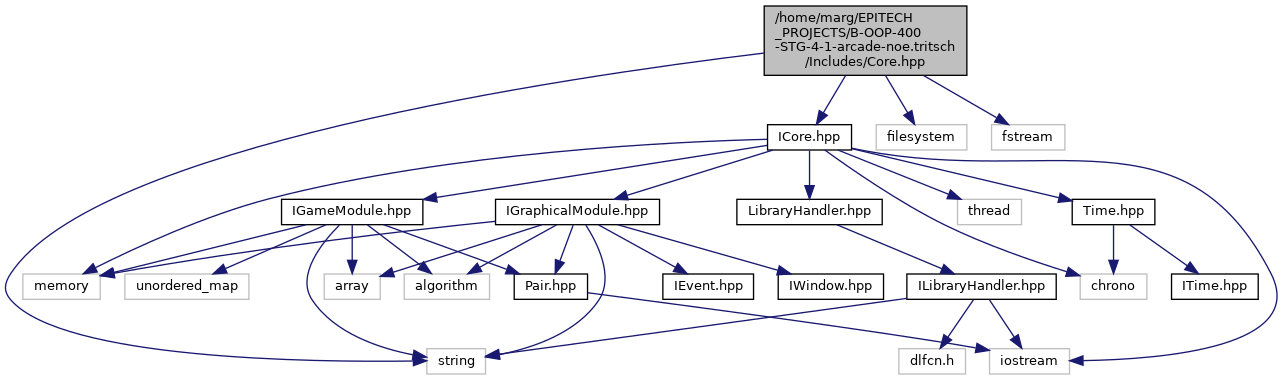 /home/marg/EPITECH
_PROJECTS/B-OOP-400
-STG-4-1-arcade-noe.tritsch
/Includes/Core.hpp
ICore.hpp
filesystem
fstream
IGameModule.hpp
IGraphicalModule.hpp
LibraryHandler.hpp
thread
Time.hpp
memory
unordered_map
array
algorithm
Pair.hpp
IEvent.hpp
IWindow.hpp
ILibraryHandler.hpp
chrono
ITime.hpp
string
dlfcn.h
iostream